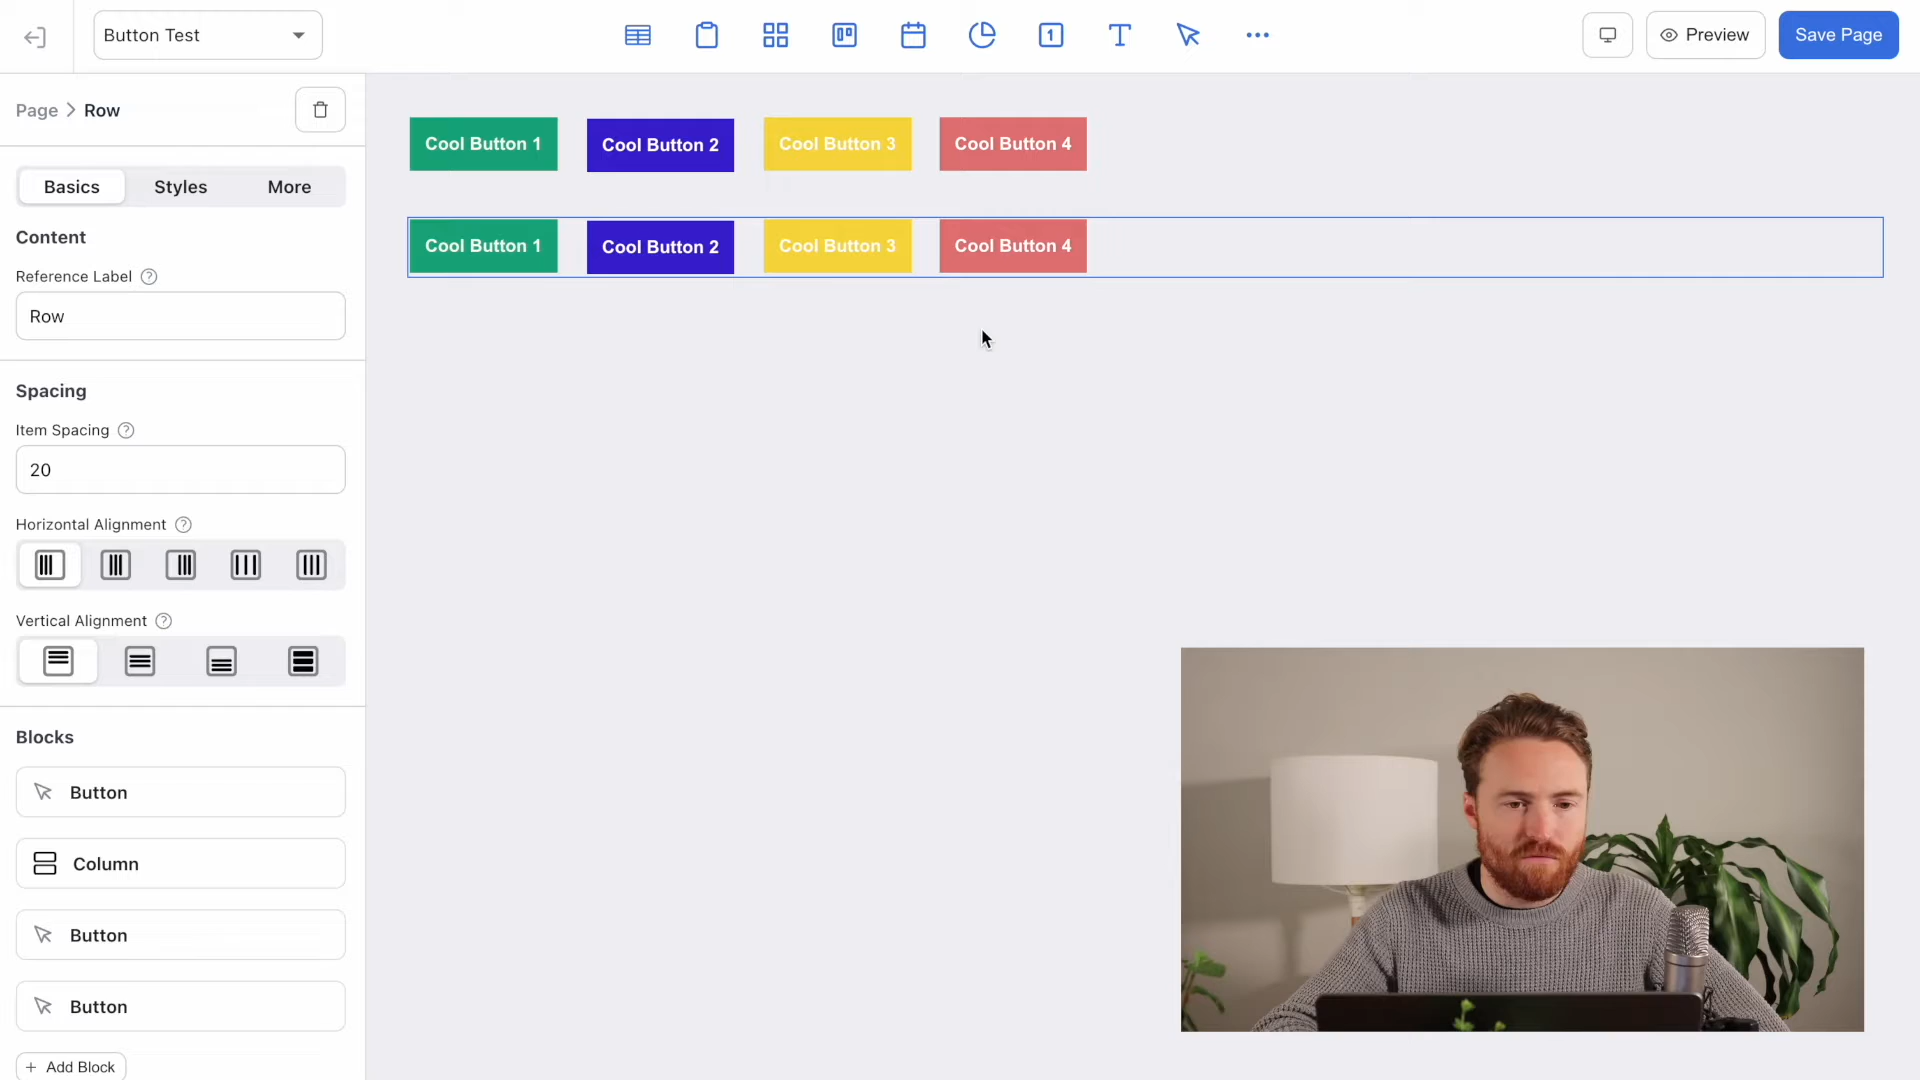 Button Test
1
Preview
Save Page
Page > Row
Basics
Styles
More
Content
Reference Label ?
Row
Spacing
Item Spacing ?
20
Horizontal Alignment ?
Vertical Alignment ?
Blocks
Button
Column
Button
Button
+ Add Block
Cool Button 1
Cool Button 2
Cool Button 3
Cool Button 4
Cool Button 1
Cool Button 2
Cool Button 3
Cool Button 4